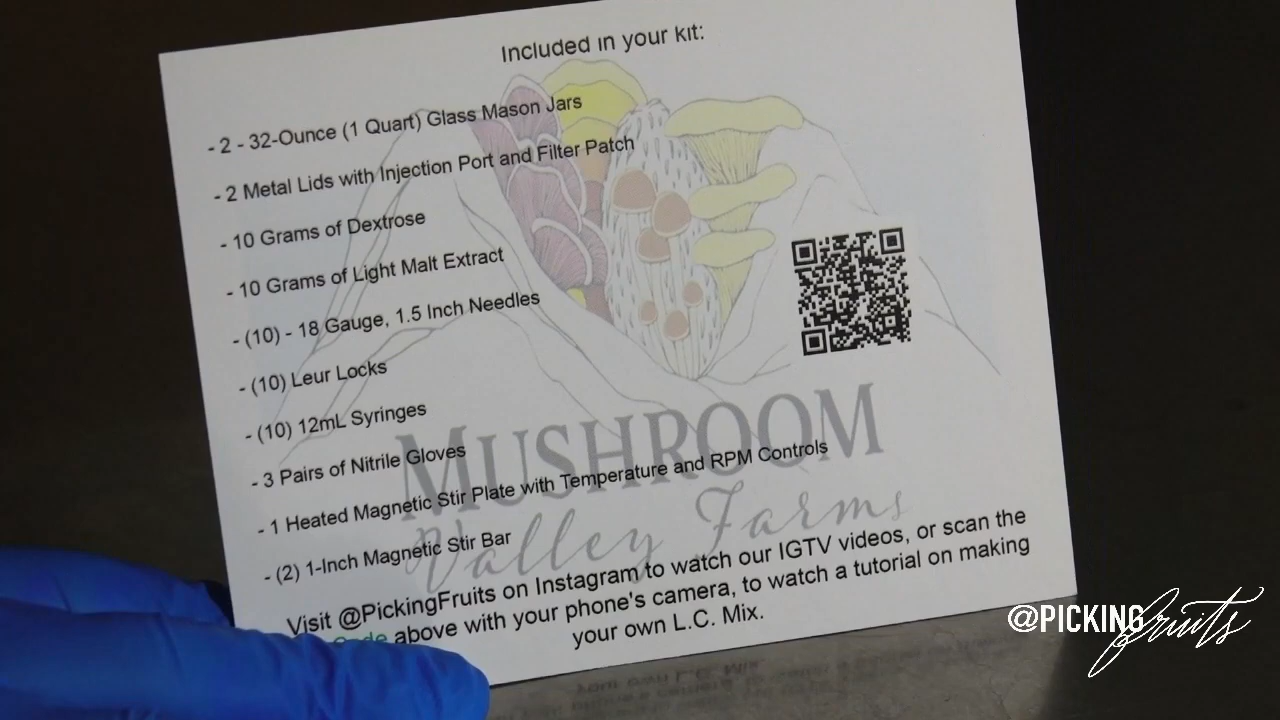 Included in your kit:
- 2 - 32-Ounce (1 Quart) Glass Mason Jars
- 2 Metal Lids with Injection Port and Filter Patch
- 10 Grams of Dextrose
- 10 Grams of Light Malt Extract
- (10) - 18 Gauge, 1.5 Inch Needles
- (10) Leur Locks
- (10) 12mL Syringes
- 3 Pairs of Nitrile Gloves
- 1 Heated Magnetic Stir Plate with Temperature and RPM Controls
- (2) 1-Inch Magnetic Stir Bar
MUSHROOM
Valley Farms
Visit @PickingFruits on Instagram to watch our IGTV videos, or scan the
Code above with your phone's camera, to watch a tutorial on making
your own L.C. Mix.
@PICKING fruits